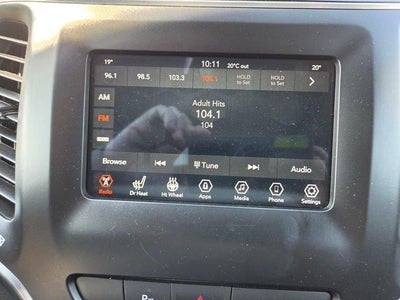 19° 10:11 20°C out 20°
96.1 98.5 103.3 104.1 HOLD to Set HOLD to Set
AM
Adult Hits
FM 104.1
104
Browse Tune Audio
Radio Dr Heat Ht Wheel Apps Media Phone Settings
P